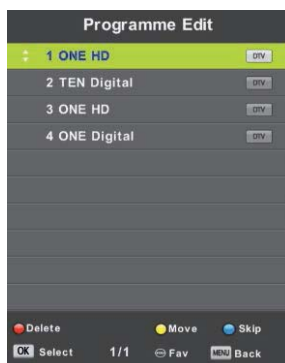 Programme Edit
1 ONE HD DTV
2 TEN Digital DTV
3 ONE HD DTV
4 ONE Digital DTV
Delete Move Skip
OK Select 1/1 Fav MENU Back